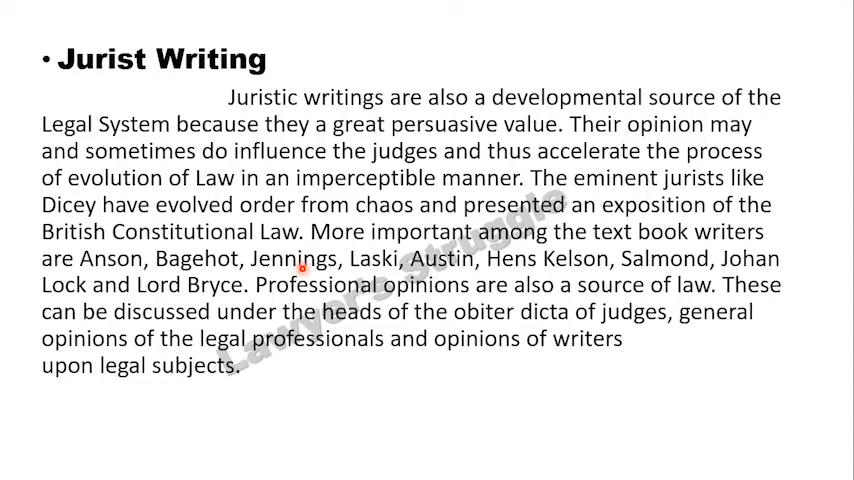 • Jurist Writing
Juristic writings are also a developmental source of the
Legal System because they a great persuasive value. Their opinion may
and sometimes do influence the judges and thus accelerate the process
of evolution of Law in an imperceptible manner. The eminent jurists like
Dicey have evolved order from chaos and presented an exposition of the
British Constitutional Law. More important among the text book writers
are Anson, Bagehot, Jennings, Laski, Austin, Hens Kelson, Salmond, Johan
Lock and Lord Bryce. Professional opinions are also a source of law. These
can be discussed under the heads of the obiter dicta of judges, general
opinions of the legal professionals and opinions of writers
upon legal subjects.
Lawyer's Struggle